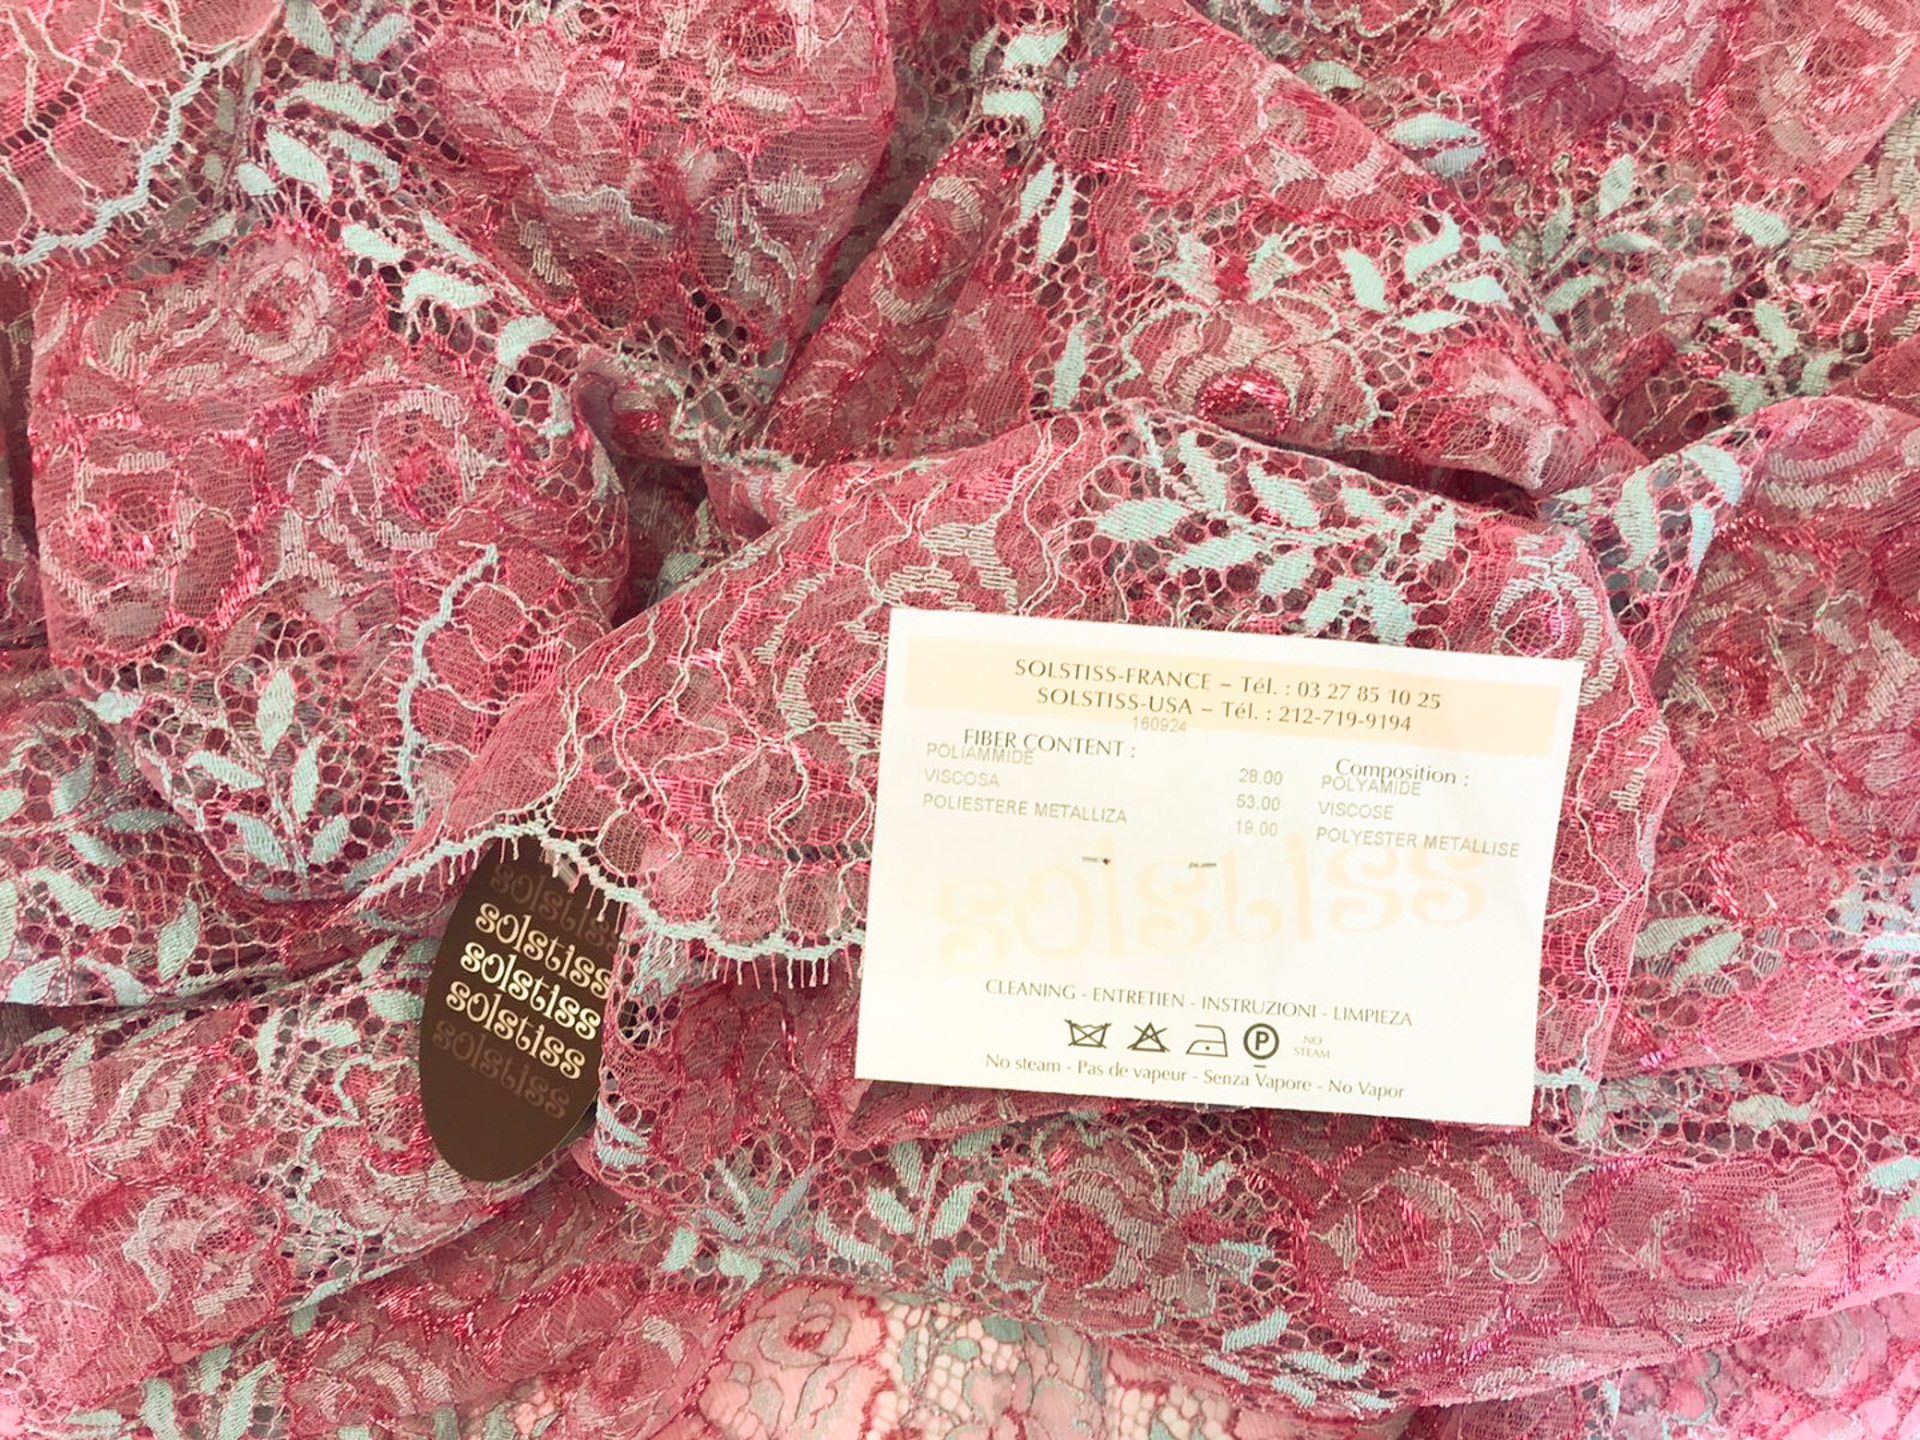 SOLSTISS-FRANCE – Tél. : 03 27 85 10 25
SOLSTISS-USA – Tél. : 212-719-9194
160924
FIBER CONTENT :
Composition :
POLIAMMIDE 28.00 POLYAMIDE
VISCOSA 53,00 VISCOSE
POLIESTERE METALLIZA 19.00 POLYESTER METALLISE
solstiss
CLEANING - ENTRETIEN - INSTRUZIONI - LIMPIEZA
P
NO
STEAM
No steam - Pas de vapeur - Senza Vapore - No Vapor
solstiss
solstiss
solstiss
solstiss
solstiss